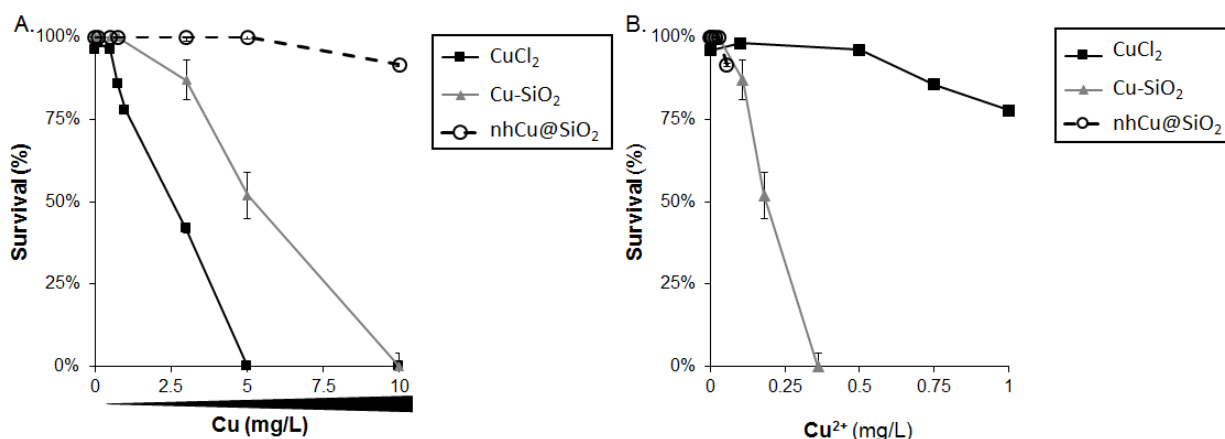 A.
100%
75%
50%
25%
0%
Survival (%)
0 2.5 5 7.5 10
Cu (mg/L)
CuCl₂
Cu-SiO₂
nhCu@SiO₂
B.
100%
75%
50%
25%
0%
Survival (%)
0 0.25 0.5 0.75 1
Cu²⁺ (mg/L)
CuCl₂
Cu-SiO₂
nhCu@SiO₂